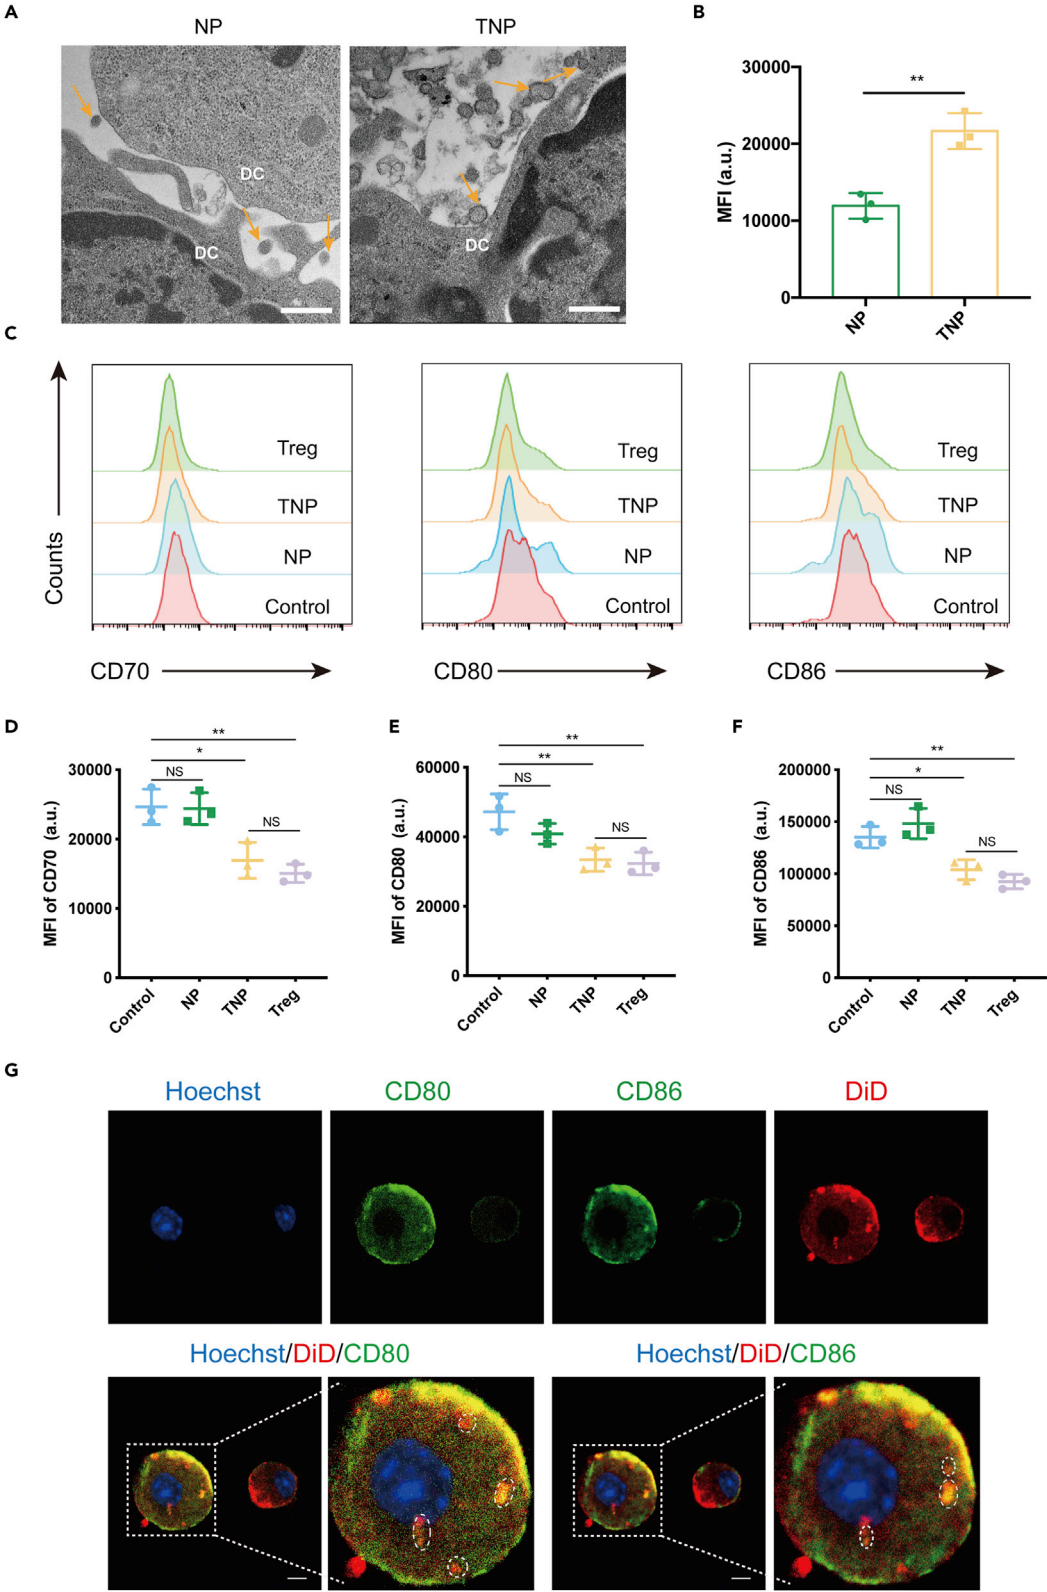 A
NP
TNP
DC
DC
DC
B
MFI (a.u.)
30000
20000
10000
0
**
NP
TNP
C
Counts
Treg
TNP
NP
Control
CD70
Treg
TNP
NP
Control
CD80
Treg
TNP
NP
Control
CD86
D
MFI of CD70 (a.u.)
30000
20000
10000
0
**
*
NS
NS
Control
NP
TNP
Treg
E
MFI of CD80 (a.u.)
60000
40000
20000
0
**
**
NS
NS
Control
NP
TNP
Treg
F
MFI of CD86 (a.u.)
200000
150000
100000
50000
0
**
*
NS
NS
Control
NP
TNP
Treg
G
Hoechst
CD80
CD86
DiD
Hoechst/DiD/CD80
Hoechst/DiD/CD86